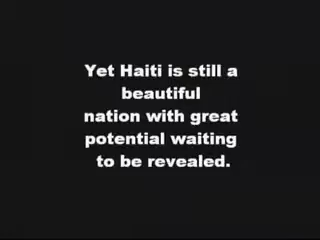 Yet Haiti is still a
beautiful
nation with great
potential waiting
to be revealed.